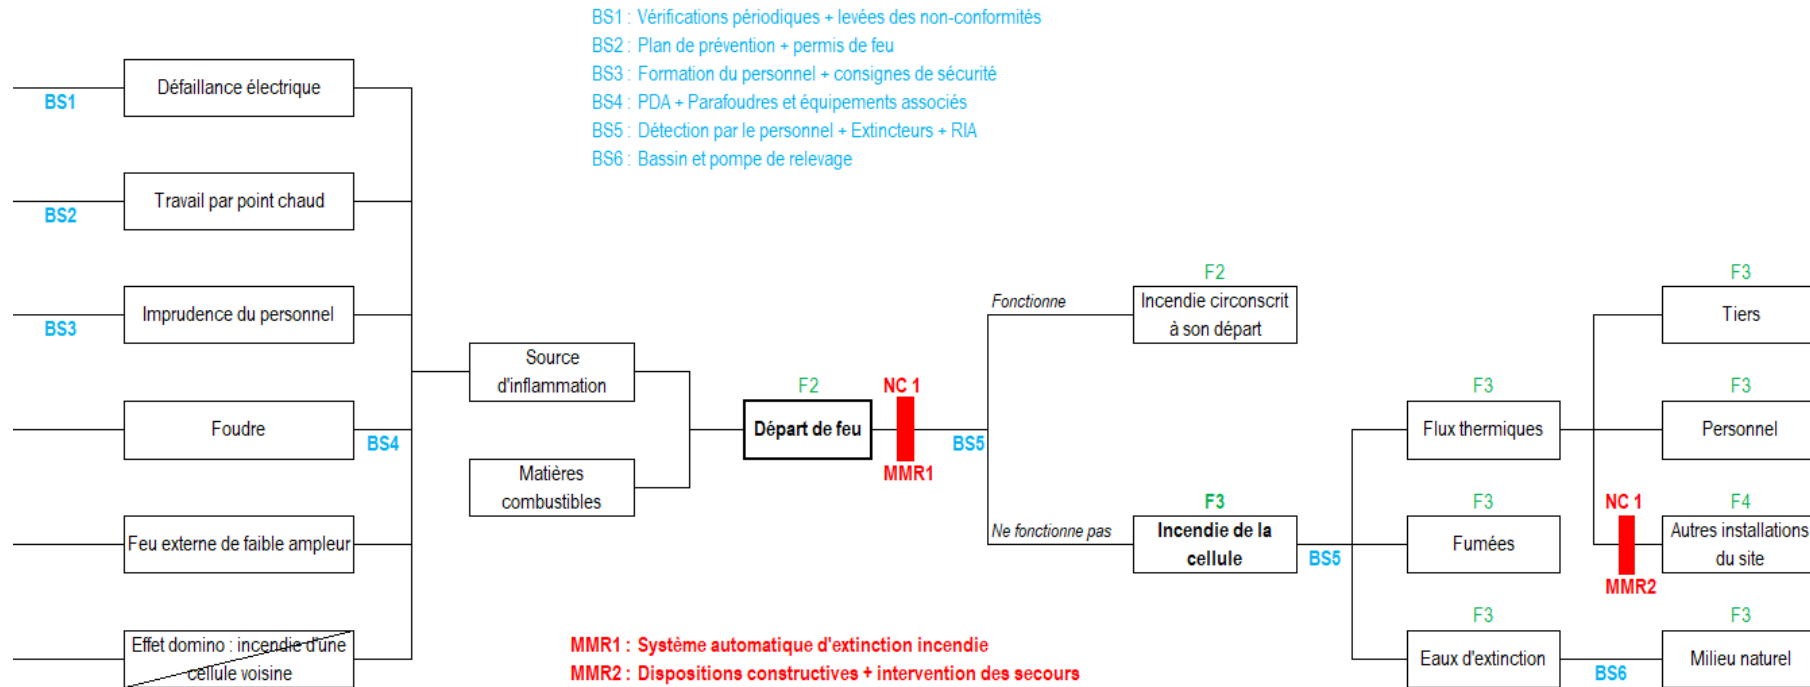 BS1 : Vérifications périodiques + levées des non-conformités
BS2 : Plan de prévention + permis de feu
BS3 : Formation du personnel + consignes de sécurité
BS4 : PDA + Parafoudres et équipements associés
BS5 : Détection par le personnel + Extincteurs + RIA
BS6 : Bassin et pompe de relevage
Défaillance électrique
BS1
Travail par point chaud
BS2
Imprudence du personnel
BS3
Foudre
BS4
Feu externe de faible ampleur
Effet domino : incendie d'une
cellule voisine
Source
d'inflammation
Matières
combustibles
F2
Départ de feu
NC 1
MMR1
BS5
Fonctionne
F2
Incendie circonscrit
à son départ
Ne fonctionne pas
F3
Incendie de la
cellule
BS5
F3
Flux thermiques
F3
Fumées
F3
Eaux d'extinction
F3
Tiers
F3
Personnel
NC 1
MMR2
F4
Autres installations
du site
BS6
F3
Milieu naturel
MMR1 : Système automatique d'extinction incendie
MMR2 : Dispositions constructives + intervention des secours